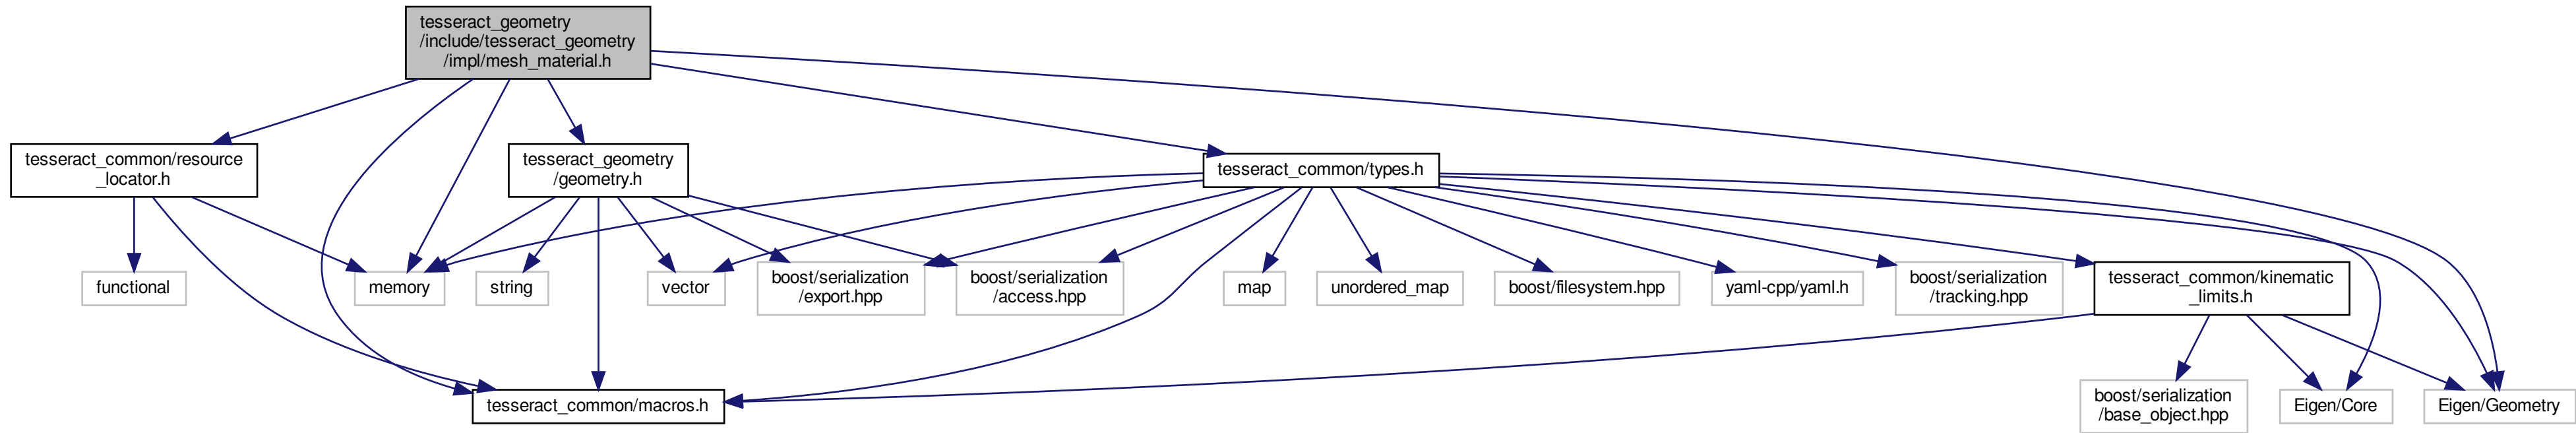 tesseract_geometry
/include/tesseract_geometry
/impl/mesh_material.h
tesseract_common/resource
_locator.h
tesseract_geometry
/geometry.h
tesseract_common/types.h
functional
memory
string
vector
boost/serialization
/export.hpp
boost/serialization
/access.hpp
map
unordered_map
boost/filesystem.hpp
yaml-cpp/yaml.h
boost/serialization
/tracking.hpp
tesseract_common/kinematic
_limits.h
tesseract_common/macros.h
boost/serialization
/base_object.hpp
Eigen/Core
Eigen/Geometry